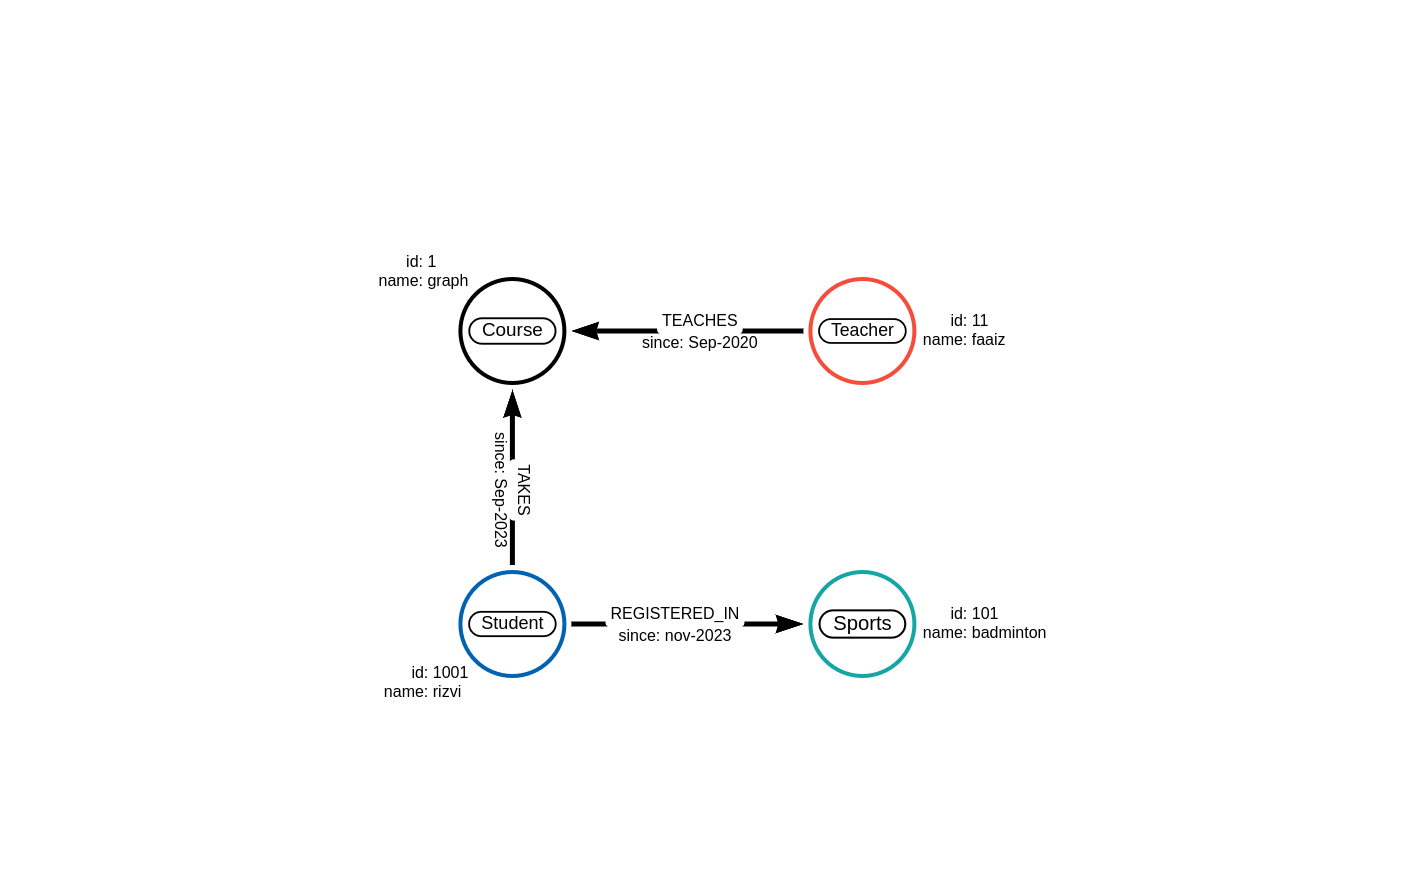 id: 1
name: graph
Course
TEACHES
since: Sep-2020
Teacher
id: 11
name: faaiz
TAKES
since: Sep-2023
Student
id: 1001
name: rizvi
REGISTERED_IN
since: nov-2023
Sports
id: 101
name: badminton